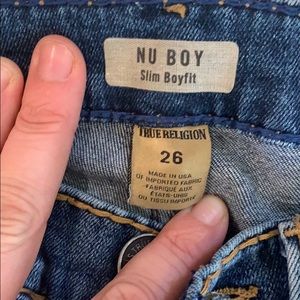 NU BOY
Slim Boyfit
TRUE RELIGION
26
MADE IN USA
OF IMPORTED FABRIC
FABRIQUÉ AUX
ÉTATS-UNIS
OU TISSU IMPORTÉ